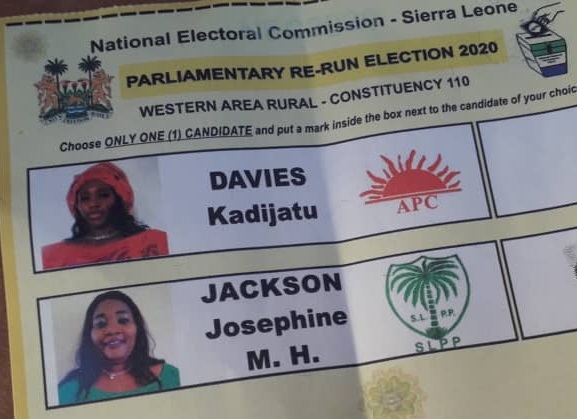 National Electoral Commission - Sierra Leone
PARLIAMENTARY RE-RUN ELECTION 2020
WESTERN AREA RURAL - CONSTITUENCY 110
Choose ONLY ONE (1) CANDIDATE and put a mark inside the box next to the candidate of your
DAVIES
Kadijatu
APC
JACKSON
Josephine
M. H.
S.L. P.P.
SLPP